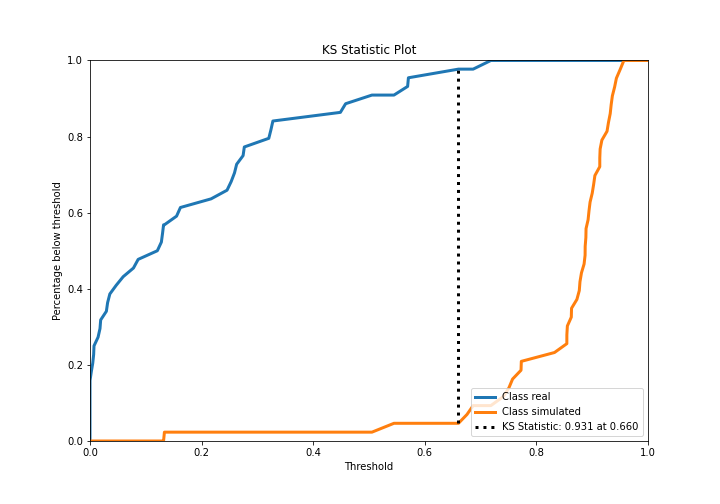 KS Statistic Plot
1.0
0.8
0.6
0.4
0.2
0.0
Percentage below threshold
0.0 0.2 0.4 0.6 0.8 1.0
Threshold
Class real
Class simulated
KS Statistic: 0.931 at 0.660